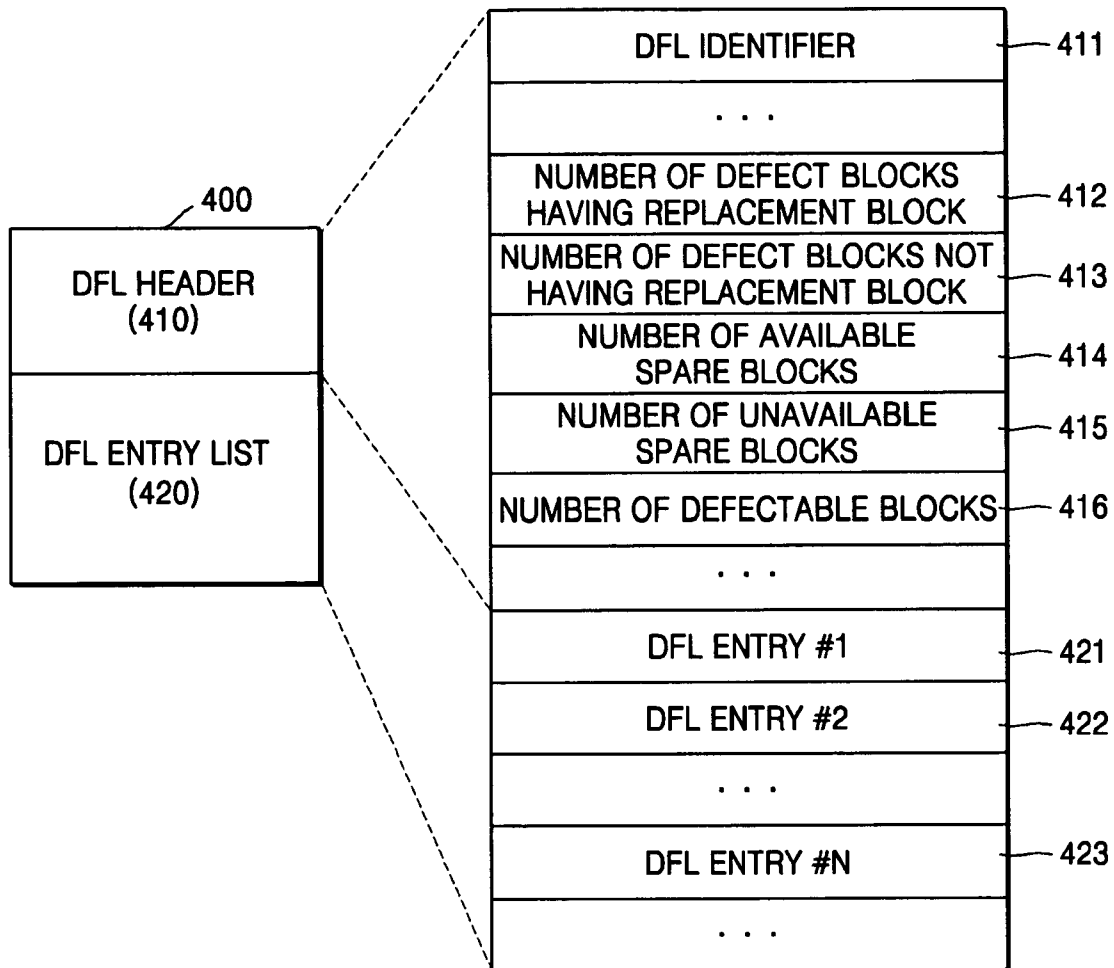 400
DFL HEADER
(410)
DFL ENTRY LIST
(420)
DFL IDENTIFIER
411
. . .
NUMBER OF DEFECT BLOCKS
HAVING REPLACEMENT BLOCK
412
NUMBER OF DEFECT BLOCKS NOT
HAVING REPLACEMENT BLOCK
413
NUMBER OF AVAILABLE
SPARE BLOCKS
414
NUMBER OF UNAVAILABLE
SPARE BLOCKS
415
NUMBER OF DEFECTABLE BLOCKS
416
. . .
DFL ENTRY #1
421
DFL ENTRY #2
422
. . .
DFL ENTRY #N
423
. . .